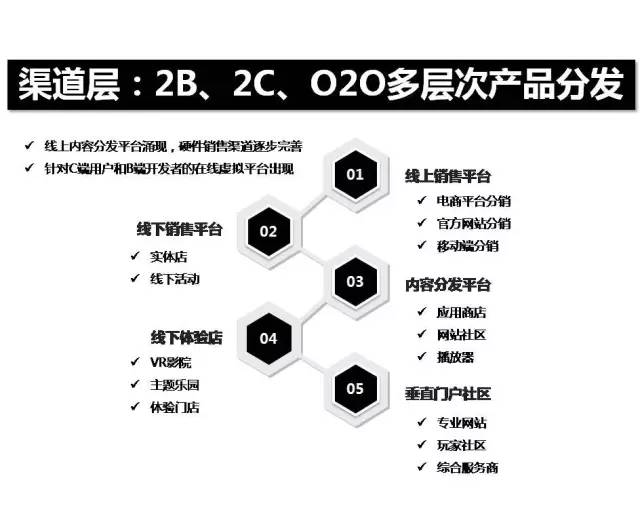 渠道层：2B、2C、O2O多层次产品分发
✓ 线上内容分发平台涌现，硬件销售渠道逐步完善
✓ 针对C端用户和B端开发者的在线虚拟平台出现
01
线上销售平台
✓ 电商平台分销
✓ 官方网站分销
✓ 移动端分销
02
线下销售平台
✓ 实体店
✓ 线下活动
03
内容分发平台
✓ 应用商店
✓ 网站社区
✓ 播放器
04
线下体验店
✓ VR影院
✓ 主题乐园
✓ 体验门店
05
垂直门户社区
✓ 专业网站
✓ 玩家社区
✓ 综合服务商